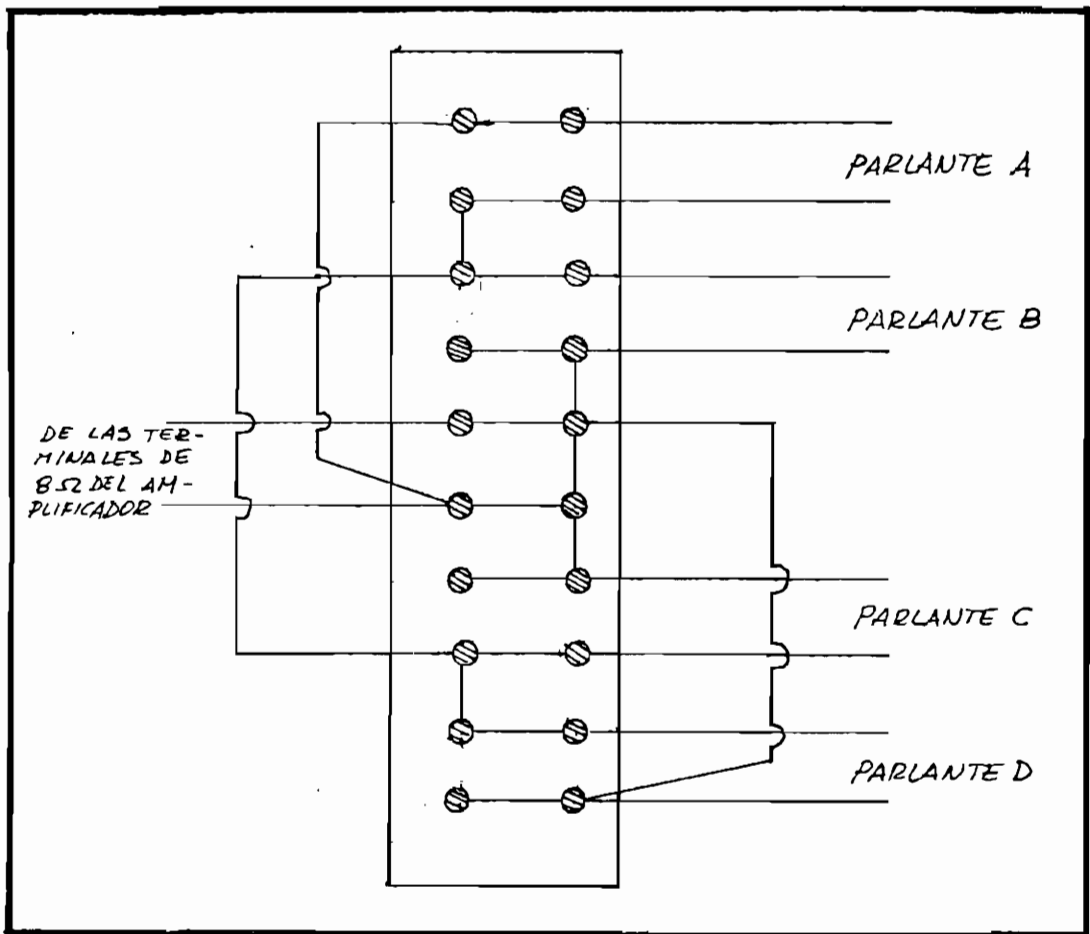 PARLANTE A
PARLANTE B
DE LAS TER-
MINALES DE
8Ω DEL AM-
PLIFICADOR
PARLANTE C
PARLANTE D